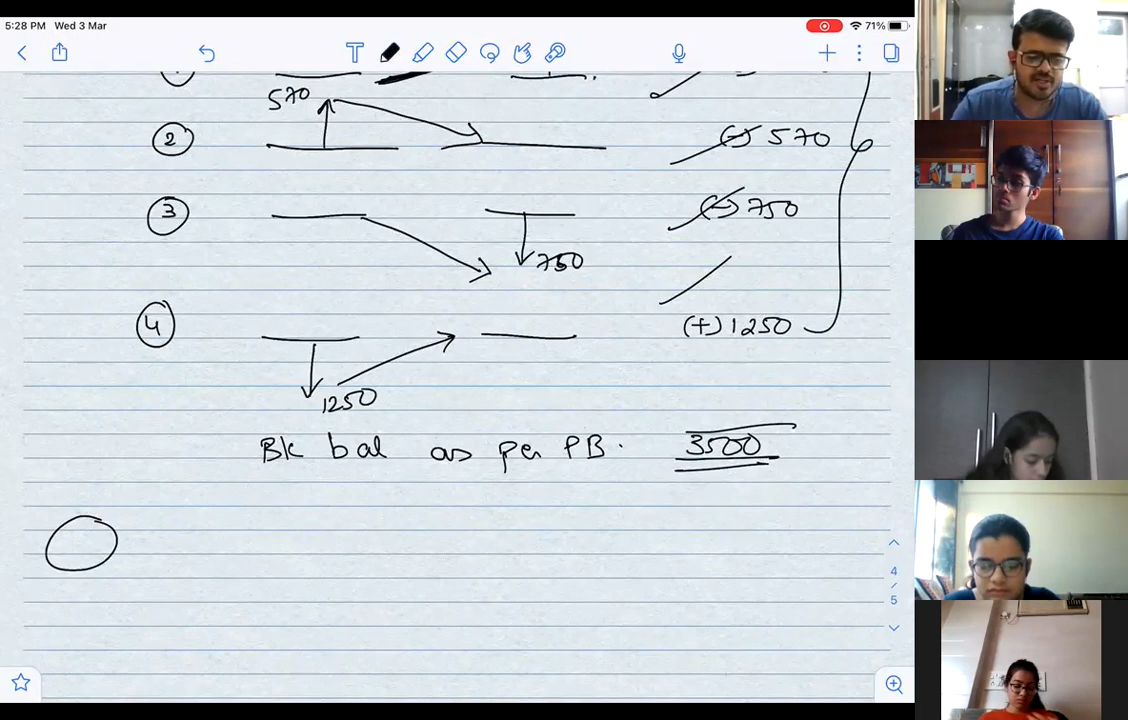 5:28 PM Wed 3 Mar
71%
570
2 (-) 570
3 (-) 750
750
4 (+) 1250
1250
Bk bal as per PB. 3500
4
/
5